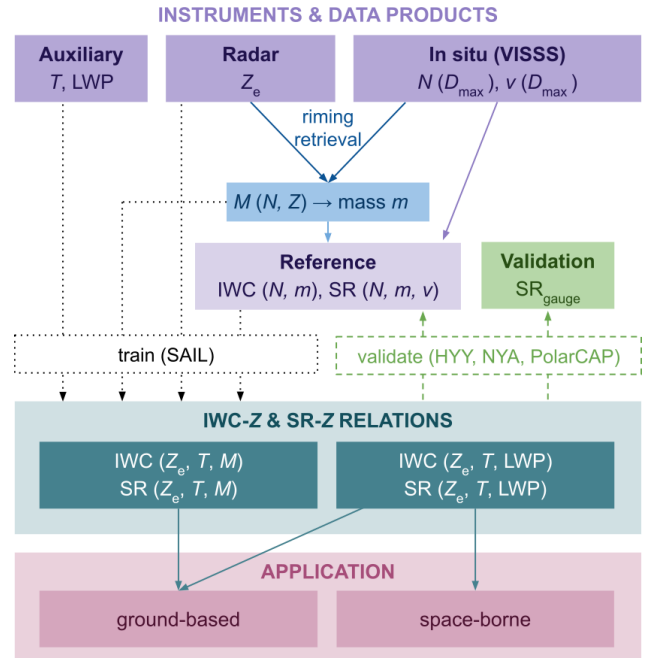 INSTRUMENTS & DATA PRODUCTS
Auxiliary
T, LWP
Radar
Ze
In situ (VISSS)
N (Dmax), v (Dmax)
riming
retrieval
M (N, Z) → mass m
Reference
IWC (N, m), SR (N, m, v)
Validation
SRgauge
train (SAIL)
validate (HYY, NYA, PolarCAP)
IWC-Z & SR-Z RELATIONS
IWC (Ze, T, M)
SR (Ze, T, M)
IWC (Ze, T, LWP)
SR (Ze, T, LWP)
APPLICATION
ground-based
space-borne